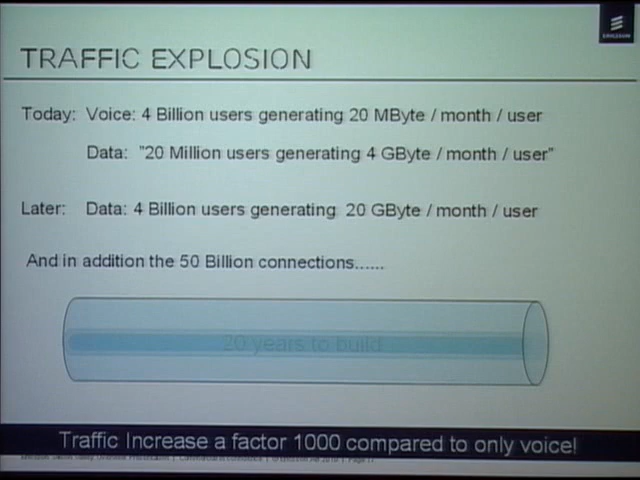 ERICSSON
TRAFFIC EXPLOSION
Today: Voice: 4 Billion users generating 20 MByte / month / user
Data: "20 Million users generating 4 GByte / month / user"
Later: Data: 4 Billion users generating 20 GByte / month / user
And in addition the 50 Billion connections......
20 years to build
Traffic Increase a factor 1000 compared to only voice!